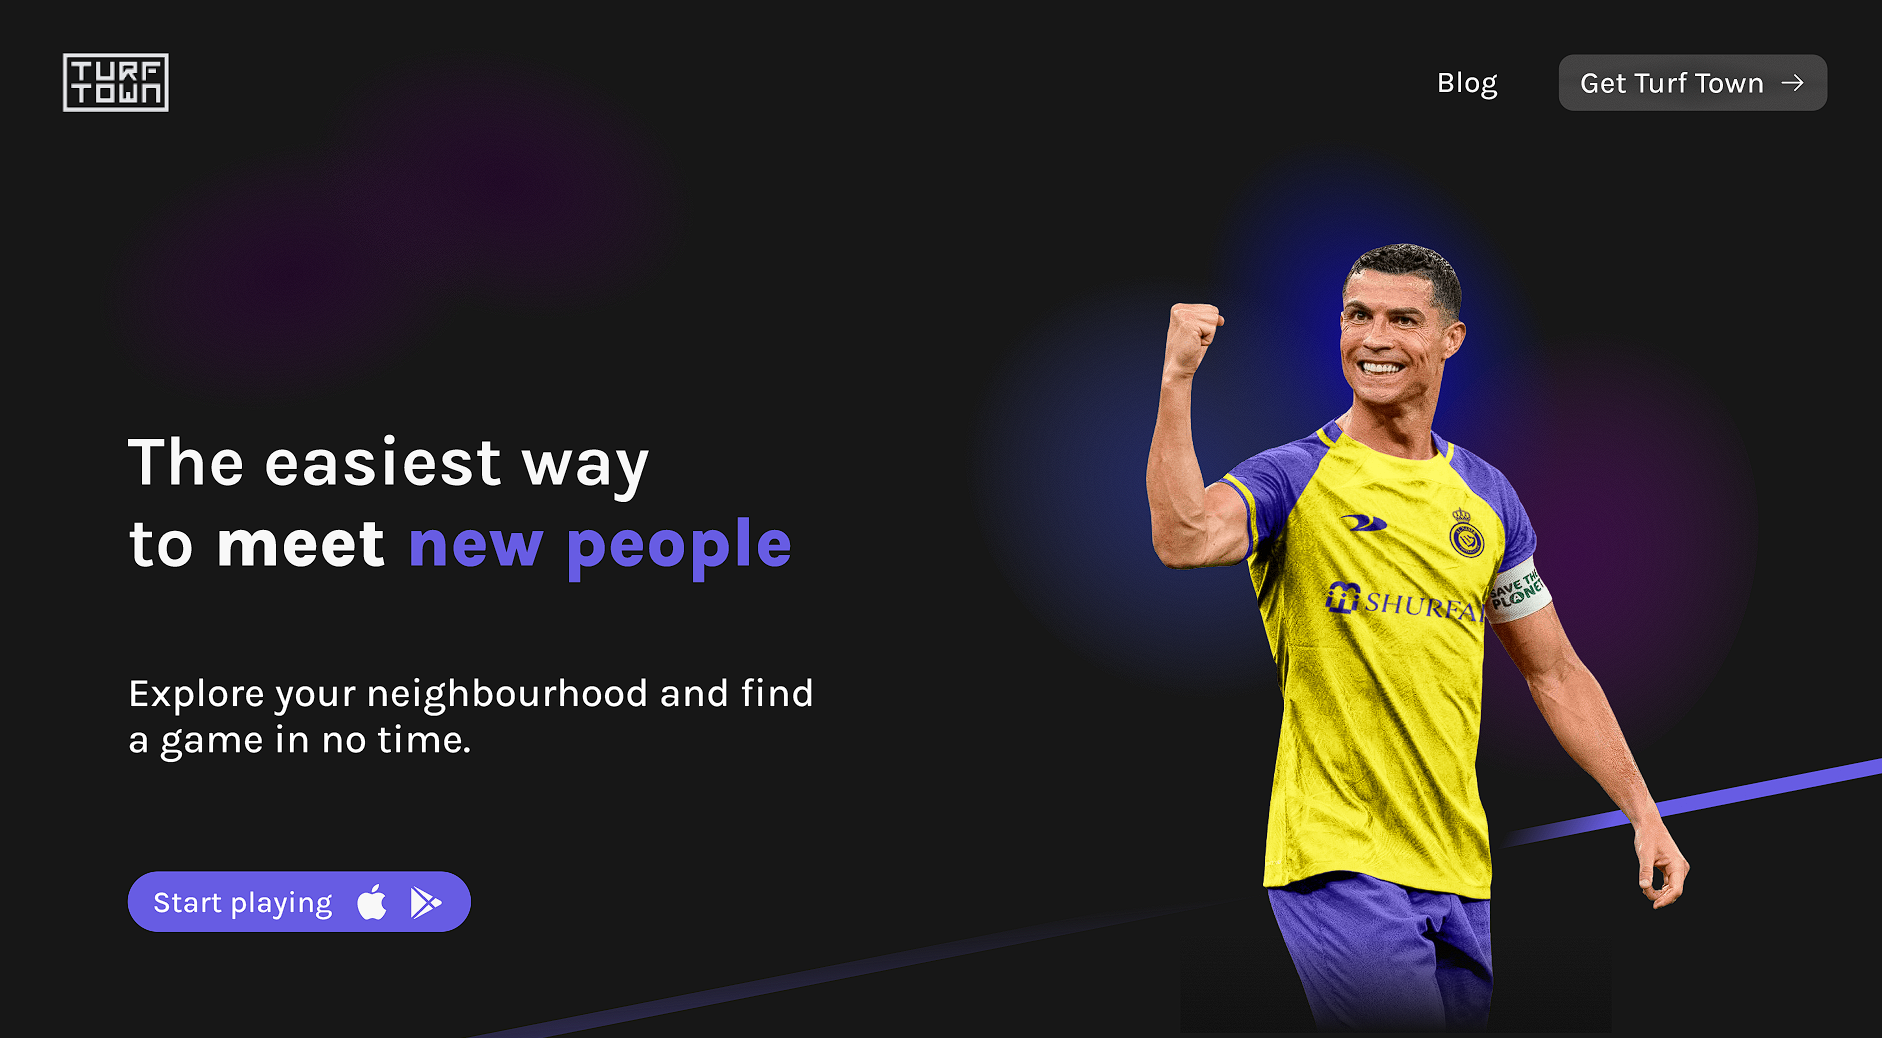 TURF
TOWN
Blog
Get Turf Town
The easiest way
to meet new people
Explore your neighbourhood and find
a game in no time.
Start playing
SAVE THE
PLANET